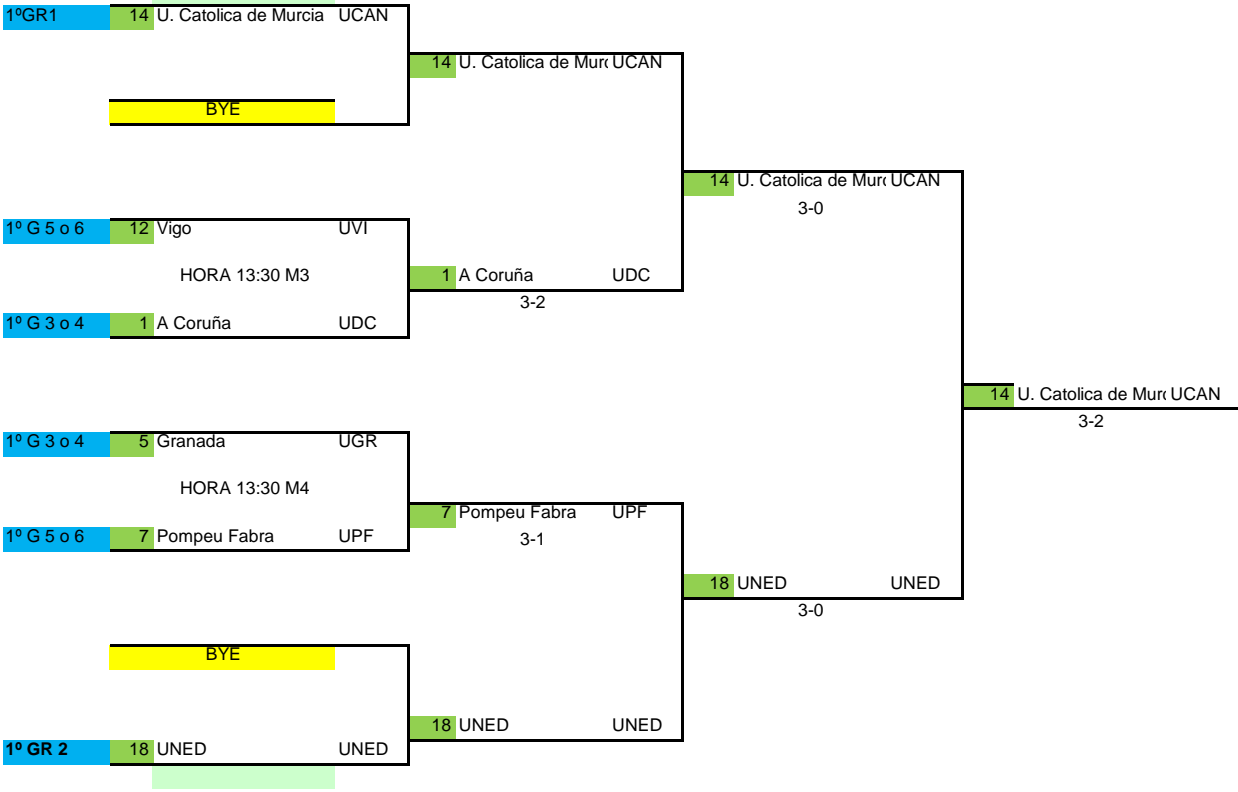 1ºGR1 14 U. Catolica de Murcia UCAN
14 U. Catolica de Murc UCAN
BYE
14 U. Catolica de Murc UCAN
3-0
1º G 5 o 6 12 Vigo UVI
HORA 13:30 M3 1 A Coruña UDC
3-2
1º G 3 o 4 1 A Coruña UDC
14 U. Catolica de Murc UCAN
3-2
1º G 3 o 4 5 Granada UGR
HORA 13:30 M4
7 Pompeu Fabra UPF
1º G 5 o 6 7 Pompeu Fabra UPF 3-1
18 UNED UNED
3-0
BYE
18 UNED UNED
1º GR 2 18 UNED UNED